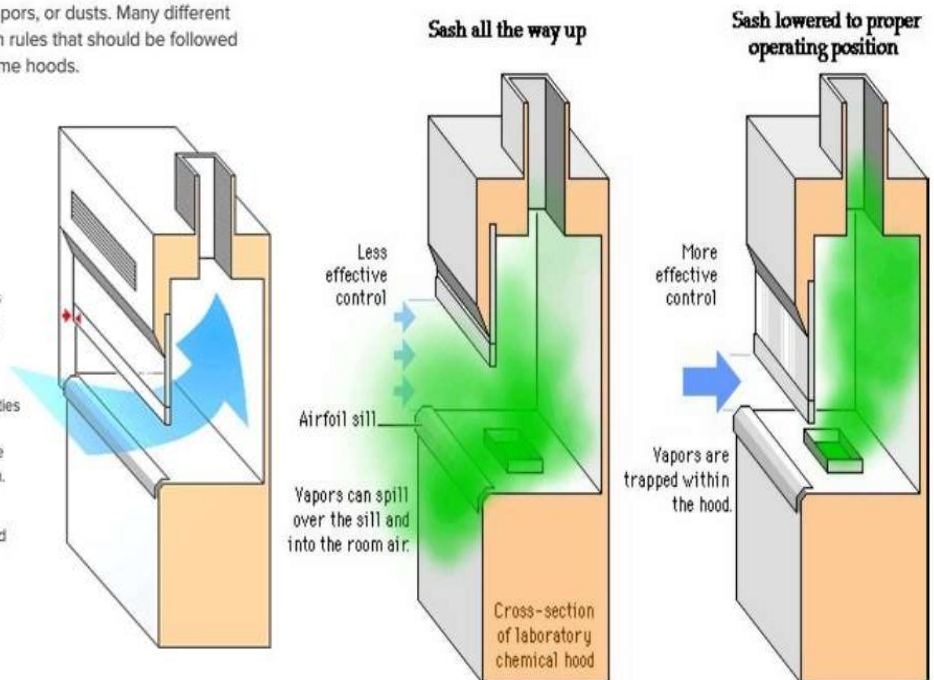 pors, or dusts. Many different
rules that should be followed
me hoods.
Sash all the way up
Sash lowered to proper
operating position
Less
effective
control
Airfoil sill
Vapors can spill
over the sill and
into the room air.
Cross-section
of laboratory
chemical hood
More
effective
control
Vapors are
trapped within
the hood.
ties